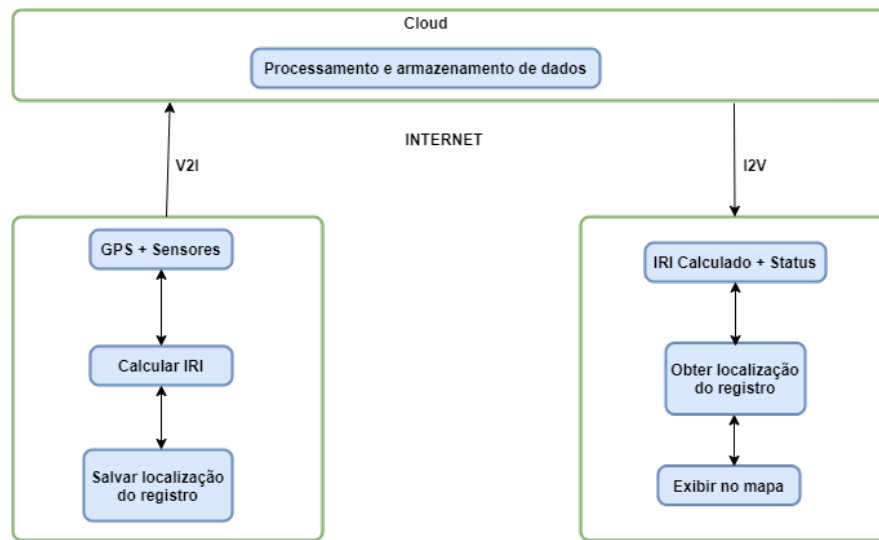 Cloud
Processamento e armazenamento de dados
INTERNET
V2I
I2V
GPS + Sensores
Calcular IRI
Salvar localização
do registro
IRI Calculado + Status
Obter localização
do registro
Exibir no mapa